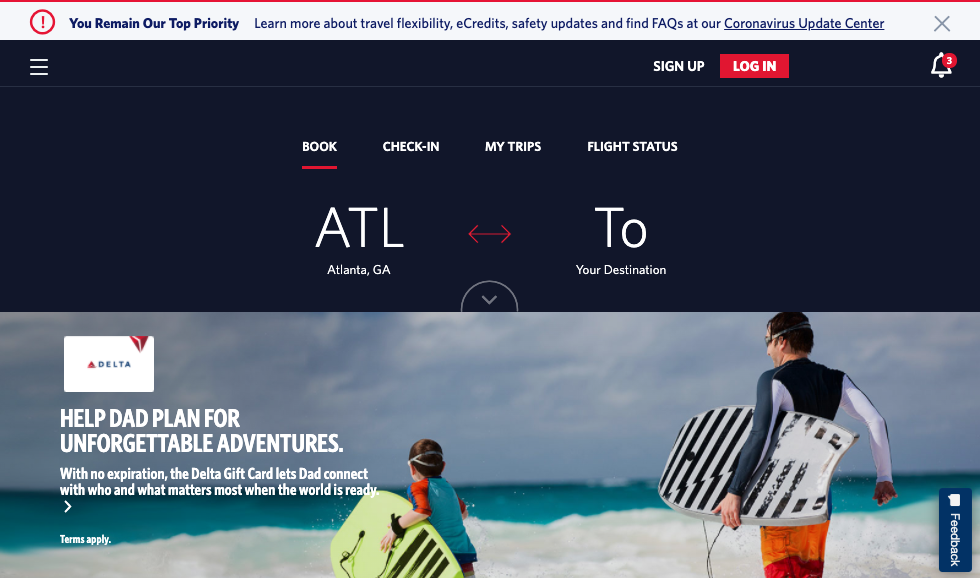 You Remain Our Top Priority Learn more about travel flexibility, eCredits, safety updates and find FAQs at our Coronavirus Update Center
SIGN UP LOG IN 3
BOOK CHECK-IN MY TRIPS FLIGHT STATUS
ATL To
Atlanta, GA Your Destination
DELTA
HELP DAD PLAN FOR
UNFORGETTABLE ADVENTURES.
With no expiration, the Delta Gift Card lets Dad connect
with who and what matters most when the world is ready.
Terms apply.
Feedback